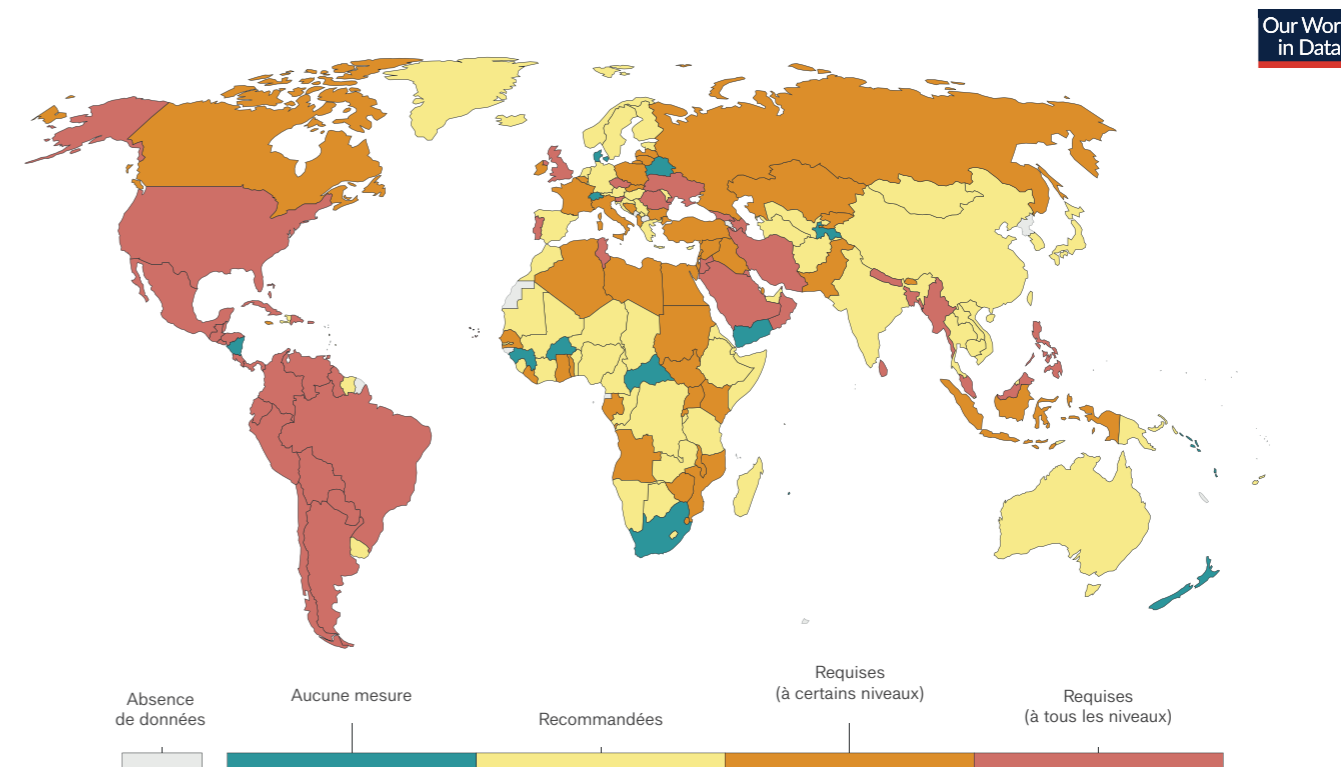 Our Wor
in Data
Absence
de données
Aucune mesure
Recommandées
Requises
(à certains niveaux)
Requises
(à tous les niveaux)